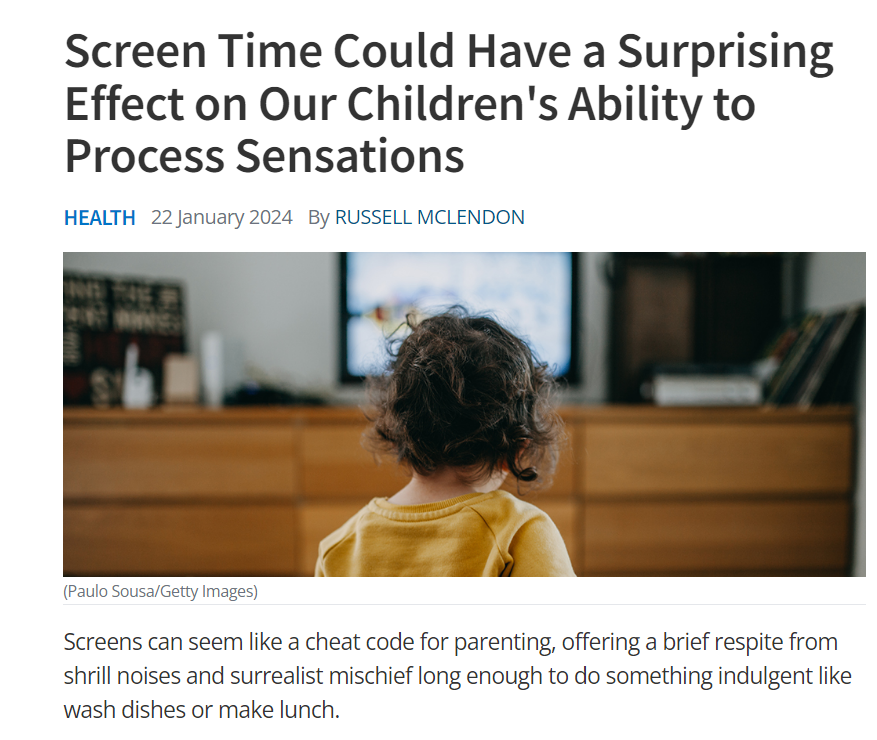 Screen Time Could Have a Surprising
Effect on Our Children's Ability to
Process Sensations
HEALTH 22 January 2024 By RUSSELL MCLENDON
(Paulo Sousa/Getty Images)
Screens can seem like a cheat code for parenting, offering a brief respite from
shrill noises and surrealist mischief long enough to do something indulgent like
wash dishes or make lunch.